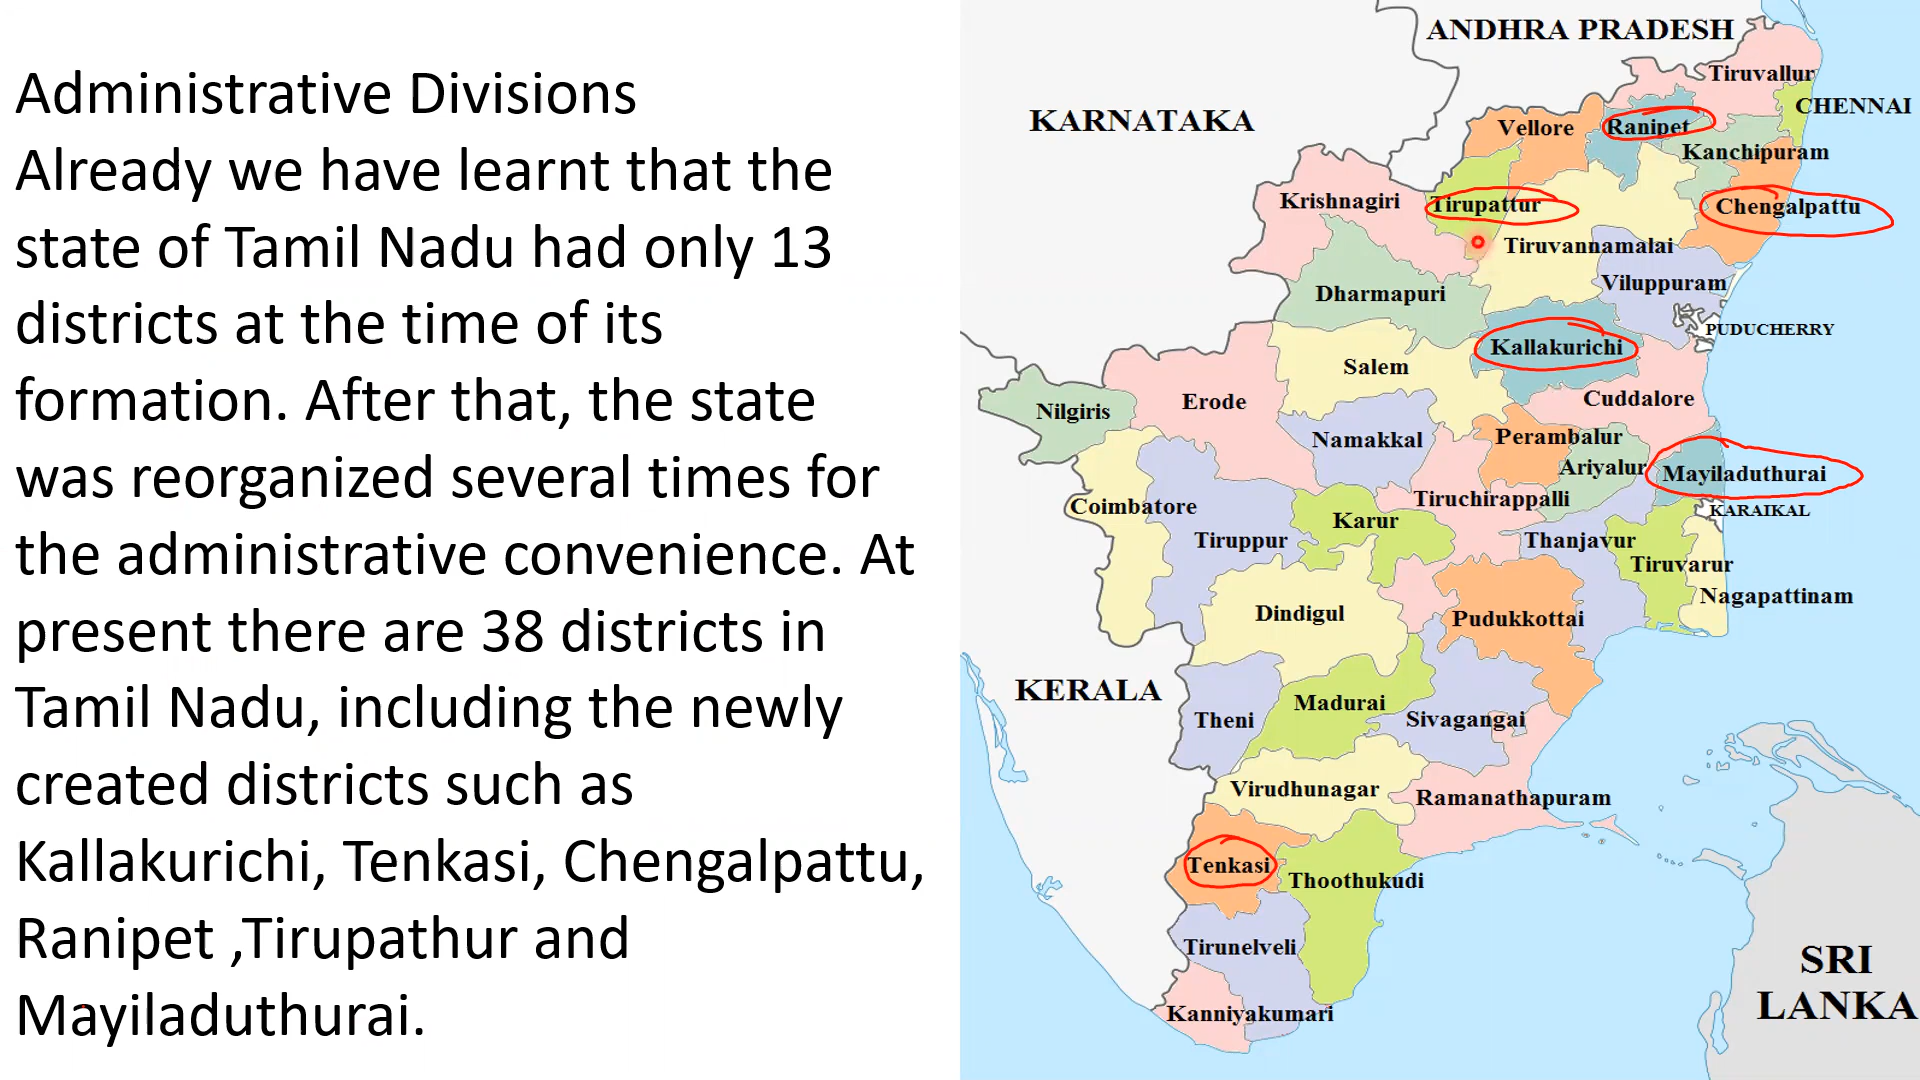 Administrative Divisions
Already we have learnt that the
state of Tamil Nadu had only 13
districts at the time of its
formation. After that, the state
was reorganized several times for
the administrative convenience. At
present there are 38 districts in
Tamil Nadu, including the newly
created districts such as
Kallakurichi, Tenkasi, Chengalpattu,
Ranipet ,Tirupathur and
Mayiladuthurai.
ANDHRA PRADESH
Tiruvallur
CHENNAI
KARNATAKA
Vellore
Ranipet
Kanchipuram
Krishnagiri
Tirupattur
Chengalpattu
Tiruvannamalai
Viluppuram
Dharmapuri
PUDUCHERRY
Kallakurichi
Salem
Cuddalore
Nilgiris
Erode
Namakkal
Perambalur
Ariyalur
Mayiladuthurai
Tiruchirappalli
Coimbatore
KARAIKAL
Karur
Tiruppur
Thanjavur
Tiruvarur
Nagapattinam
Dindigul
Pudukkottai
KERALA
Madurai
Theni
Sivagangai
Virudhunagar
Ramanathapuram
Tenkasi
Thoothukudi
Tirunelveli
SRI
LANKA
Kanniyakumari